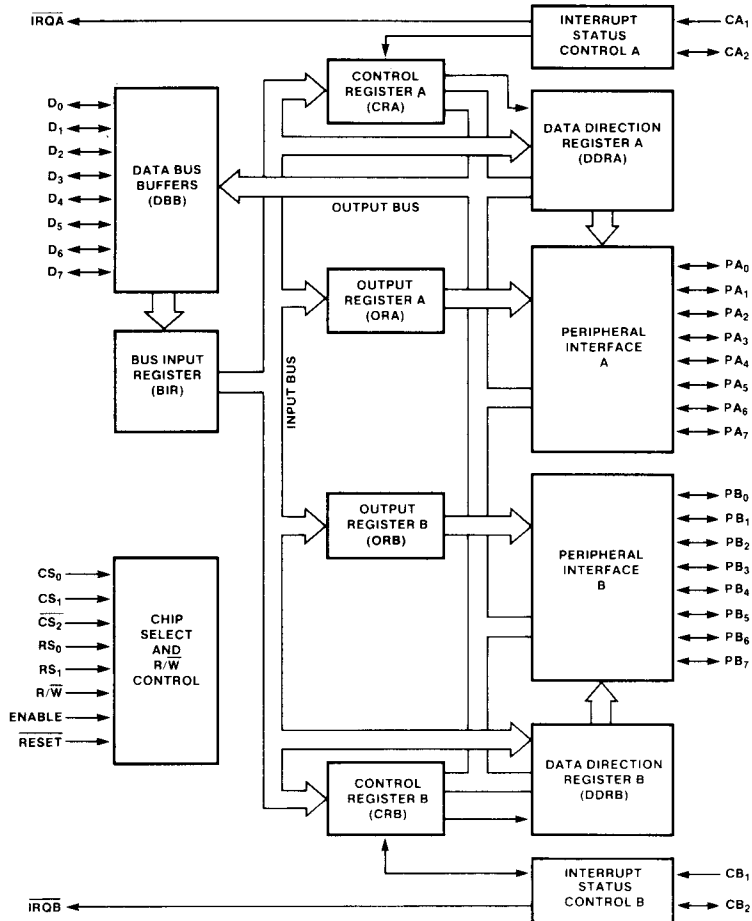 IRQA
INTERRUPT
STATUS
CONTROL A
CA₁
CA₂
CONTROL
REGISTER A
(CRA)
D₀
D₁
D₂
D₃
D₄
D₅
D₆
D₇
DATA BUS
BUFFERS
(DBB)
DATA DIRECTION
REGISTER A
(DDRA)
OUTPUT BUS
OUTPUT
REGISTER A
(ORA)
PERIPHERAL
INTERFACE
A
PA₀
PA₁
PA₂
PA₃
PA₄
PA₅
PA₆
PA₇
BUS INPUT
REGISTER
(BIR)
INPUT BUS
OUTPUT
REGISTER B
(ORB)
PERIPHERAL
INTERFACE
B
PB₀
PB₁
PB₂
PB₃
PB₄
PB₅
PB₆
PB₇
CS₀
CS₁
C̅S̅₂
RS₀
RS₁
R/W̅
ENABLE
R̅E̅S̅E̅T̅
CHIP
SELECT
AND
R/W̅
CONTROL
CONTROL
REGISTER B
(CRB)
DATA DIRECTION
REGISTER B
(DDRB)
INTERRUPT
STATUS
CONTROL B
CB₁
CB₂
I̅R̅Q̅B̅